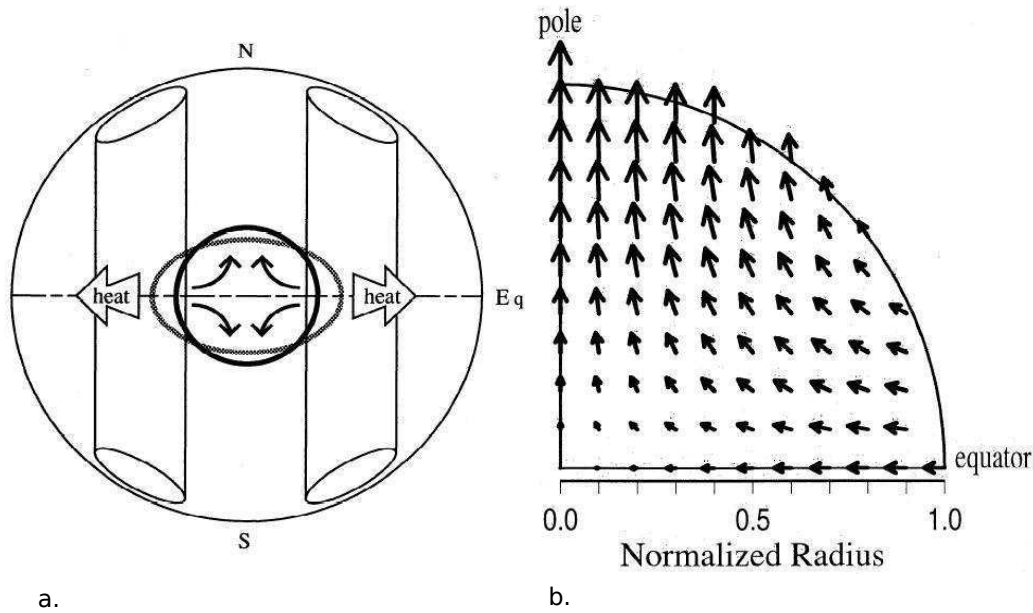 N
heat
heat
E q
S
a.
pole
equator
0.0 0.5 1.0
Normalized Radius
b.